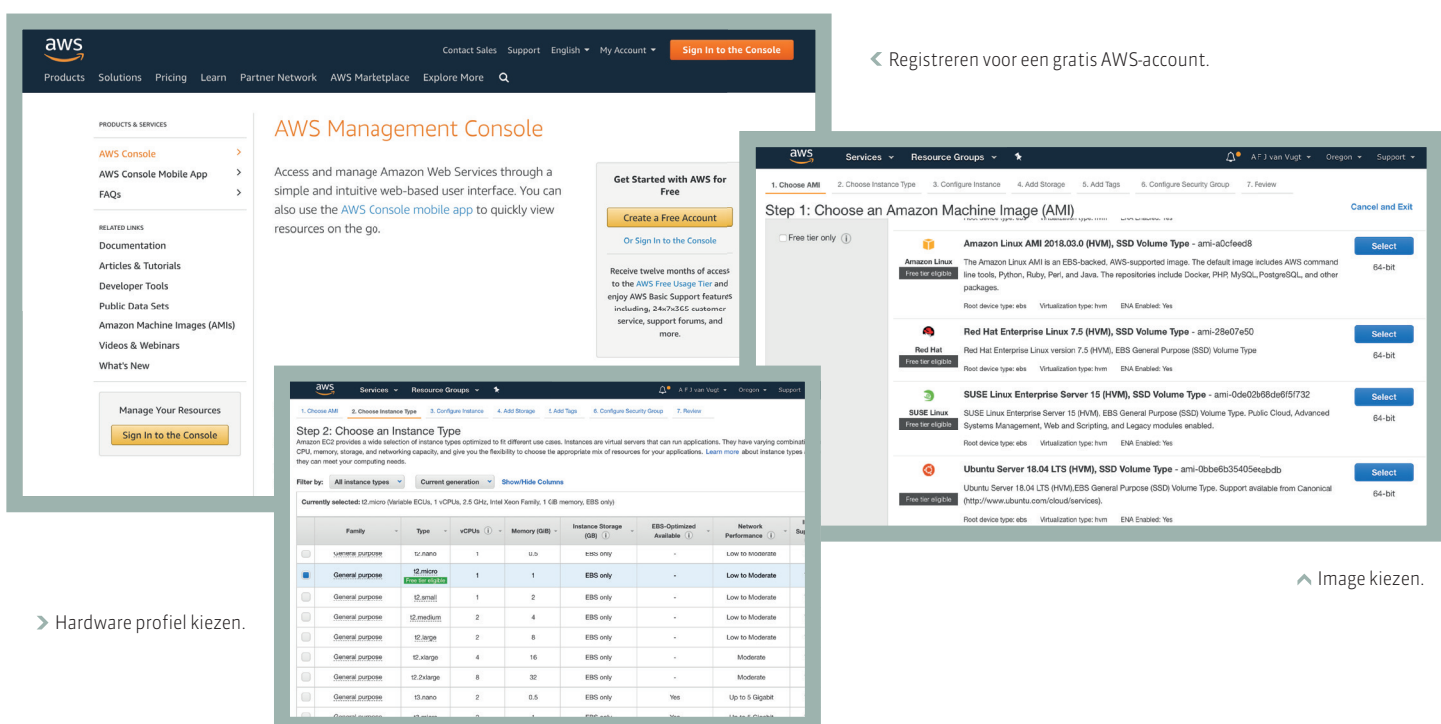 aws
Contact Sales Support English My Account Sign In to the Console
Products Solutions Pricing Learn Partner Network AWS Marketplace Explore More
PRODUCTS & SERVICES
AWS Console
AWS Console Mobile App
FAQs
RELATED LINKS
Documentation
Articles & Tutorials
Developer Tools
Public Data Sets
Amazon Machine Images (AMIs)
Videos & Webinars
What's New
Manage Your Resources
Sign In to the Console
AWS Management Console
Access and manage Amazon Web Services through a
simple and intuitive web-based user interface. You can
also use the AWS Console mobile app to quickly view
resources on the go.
Get Started with AWS for
Free
Create a Free Account
Or Sign In to the Console
Receive twelve months of access
to the AWS Free Usage Tier and
enjoy AWS Basic Support features
including, 24x7x365 customer
service, support forums, and
more.
Registreren voor een gratis AWS-account.
aws Services Resource Groups A F J van Vugt Oregon Support
1. Choose AMI 2. Choose Instance Type 3. Configure Instance 4. Add Storage 5. Add Tags 6. Configure Security Group 7. Review
Step 1: Choose an Amazon Machine Image (AMI) Cancel and Exit
Root device type: ebs Virtualization type: hvm ENA Enabled: Yes
Free tier only
Amazon Linux
Free tier eligible
Amazon Linux AMI 2018.03.0 (HVM), SSD Volume Type - ami-a0cfeed8
The Amazon Linux AMI is an EBS-backed, AWS-supported image. The default image includes AWS command
line tools, Python, Ruby, Perl, and Java. The repositories include Docker, PHP, MySQL, PostgreSQL, and other
packages.
Root device type: ebs Virtualization type: hvm ENA Enabled: Yes
Select
64-bit
Red Hat
Free tier eligible
Red Hat Enterprise Linux 7.5 (HVM), SSD Volume Type - ami-28e07e50
Red Hat Enterprise Linux version 7.5 (HVM), EBS General Purpose (SSD) Volume Type
Root device type: ebs Virtualization type: hvm ENA Enabled: Yes
Select
64-bit
SUSE Linux
Free tier eligible
SUSE Linux Enterprise Server 15 (HVM), SSD Volume Type - ami-0de02b68de6f5f732
SUSE Linux Enterprise Server 15 (HVM), EBS General Purpose (SSD) Volume Type. Public Cloud, Advanced
Systems Management, Web and Scripting, and Legacy modules enabled.
Root device type: ebs Virtualization type: hvm ENA Enabled: Yes
Select
64-bit
Free tier eligible
Ubuntu Server 18.04 LTS (HVM), SSD Volume Type - ami-0bbe6b35405eeebdb
Ubuntu Server 18.04 LTS (HVM),EBS General Purpose (SSD) Volume Type. Support available from Canonical
(http://www.ubuntu.com/cloud/services).
Root device type: ebs Virtualization type: hvm ENA Enabled: Yes
Select
64-bit
Image kiezen.
aws Services Resource Groups A F J van Vugt Oregon Support
1. Choose AMI 2. Choose Instance Type 3. Configure Instance 4. Add Storage 5. Add Tags 6. Configure Security Group 7. Review
Step 2: Choose an Instance Type
Amazon EC2 provides a wide selection of instance types optimized to fit different use cases. Instances are virtual servers that can run applications. They have varying
CPU, memory, storage, and networking capacity, and give you the flexibility to choose the appropriate mix of resources for your applications. Learn more about instance types
they can meet your computing needs.
Filter by: All instance types Current generation Show/Hide Columns
Currently selected: t2.micro (Variable ECUs, 1 vCPUs, 2.5 GHz, Intel Xeon Family, 1 GiB memory, EBS only)
Family Type vCPUs Memory (GiB) Instance Storage (GB) EBS-Optimized Available Network Performance
General purpose t2.nano 1 0.5 EBS only - Low to Moderate
General purpose t2.micro Free tier eligible 1 1 EBS only - Low to Moderate
General purpose t2.small 1 2 EBS only - Low to Moderate
General purpose t2.medium 2 4 EBS only - Low to Moderate
General purpose t2.large 2 8 EBS only - Low to Moderate
General purpose t2.xlarge 4 16 EBS only - Moderate
General purpose t2.2xlarge 8 32 EBS only - Moderate
General purpose t3.nano 2 0.5 EBS only Yes Up to 5 Gigabit
Hardware profiel kiezen.